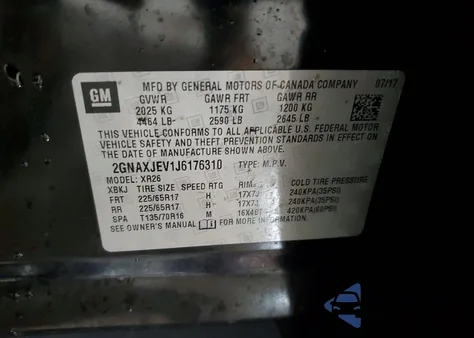 GM
MFD BY GENERAL MOTORS OF CANADA COMPANY 07/17
GVWR GAWR FRT GAWR RR
2025 KG 1175 KG 1200 KG
4464 LB 2590 LB 2645 LB
THIS VEHICLE CONFORMS TO ALL APPLICABLE U.S. FEDERAL MOTOR
VEHICLE SAFETY AND THEFT PREVENTION STANDARDS IN EFFECT
ON THE DATE OF MANUFACTURE SHOWN ABOVE.
2GNAXJEV1J6176310 TYPE: M.P.V.
MODEL: XR26
XBKJ TIRE SIZE SPEED RTG RIM COLD TIRE PRESSURE
FRT 225/65R17 H 17X7J 240KPA(35PSI)
RR 225/65R17 H 17X7J 240KPA(35PSI)
SPA T135/70R16 M 16X4BT 420KPA(60PSI)
SEE OWNER'S MANUAL FOR MORE INFORMATION